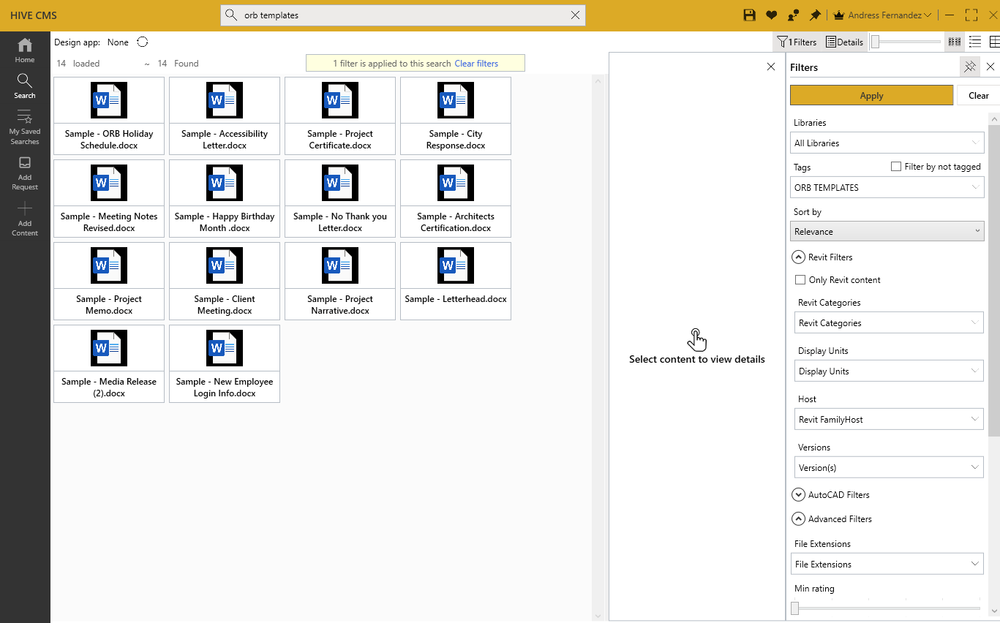 HIVE CMS
orb templates
Andress Fernandez
Home
Search
My Saved
Searches
Add
Request
Add
Content
Design app: None
1 Filters
Details
14 loaded ~ 14 Found
1 filter is applied to this search Clear filters
W
Sample - ORB Holiday
Schedule.docx
W
Sample - Accessibility
Letter.docx
W
Sample - Project
Certificate.docx
W
Sample - City
Response.docx
W
Sample - Meeting Notes
Revised.docx
W
Sample - Happy Birthday
Month .docx
W
Sample - No Thank you
Letter.docx
W
Sample - Architects
Certification.docx
W
Sample - Project
Memo.docx
W
Sample - Client
Meeting.docx
W
Sample - Project
Narrative.docx
W
Sample - Letterhead.docx
W
Sample - Media Release
(2).docx
W
Sample - New Employee
Login Info.docx
Select content to view details
Filters
Apply
Clear
Libraries
All Libraries
Tags
Filter by not tagged
ORB TEMPLATES
Sort by
Relevance
Revit Filters
Only Revit content
Revit Categories
Revit Categories
Display Units
Display Units
Host
Revit FamilyHost
Versions
Version(s)
AutoCAD Filters
Advanced Filters
File Extensions
File Extensions
Min rating